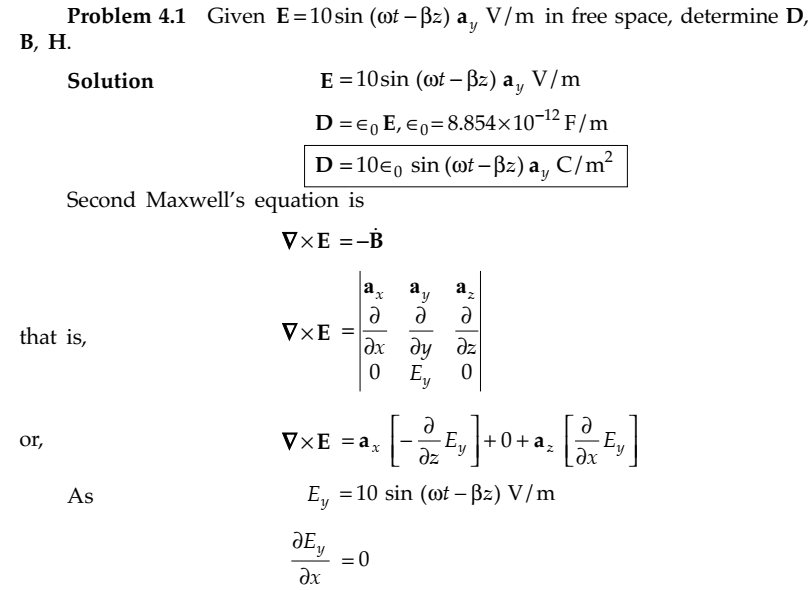 Problem 4.1 Given E = 10 sin (ωt – βz) a_y V/m in free space, determine D,
B, H.
Solution E = 10 sin (ωt – βz) a_y V/m
D = ∈₀ E, ∈₀ = 8.854×10⁻¹² F/m
D = 10∈₀ sin (ωt – βz) a_y C/m²
Second Maxwell's equation is
∇×E = –Ḃ
that is, ∇×E = | a_x a_y a_z |
| ∂/∂x ∂/∂y ∂/∂z |
| 0 E_y 0 |
or, ∇×E = a_x [ – ∂/∂z E_y ] + 0 + a_z [ ∂/∂x E_y ]
As E_y = 10 sin (ωt – βz) V/m
∂E_y/∂x = 0